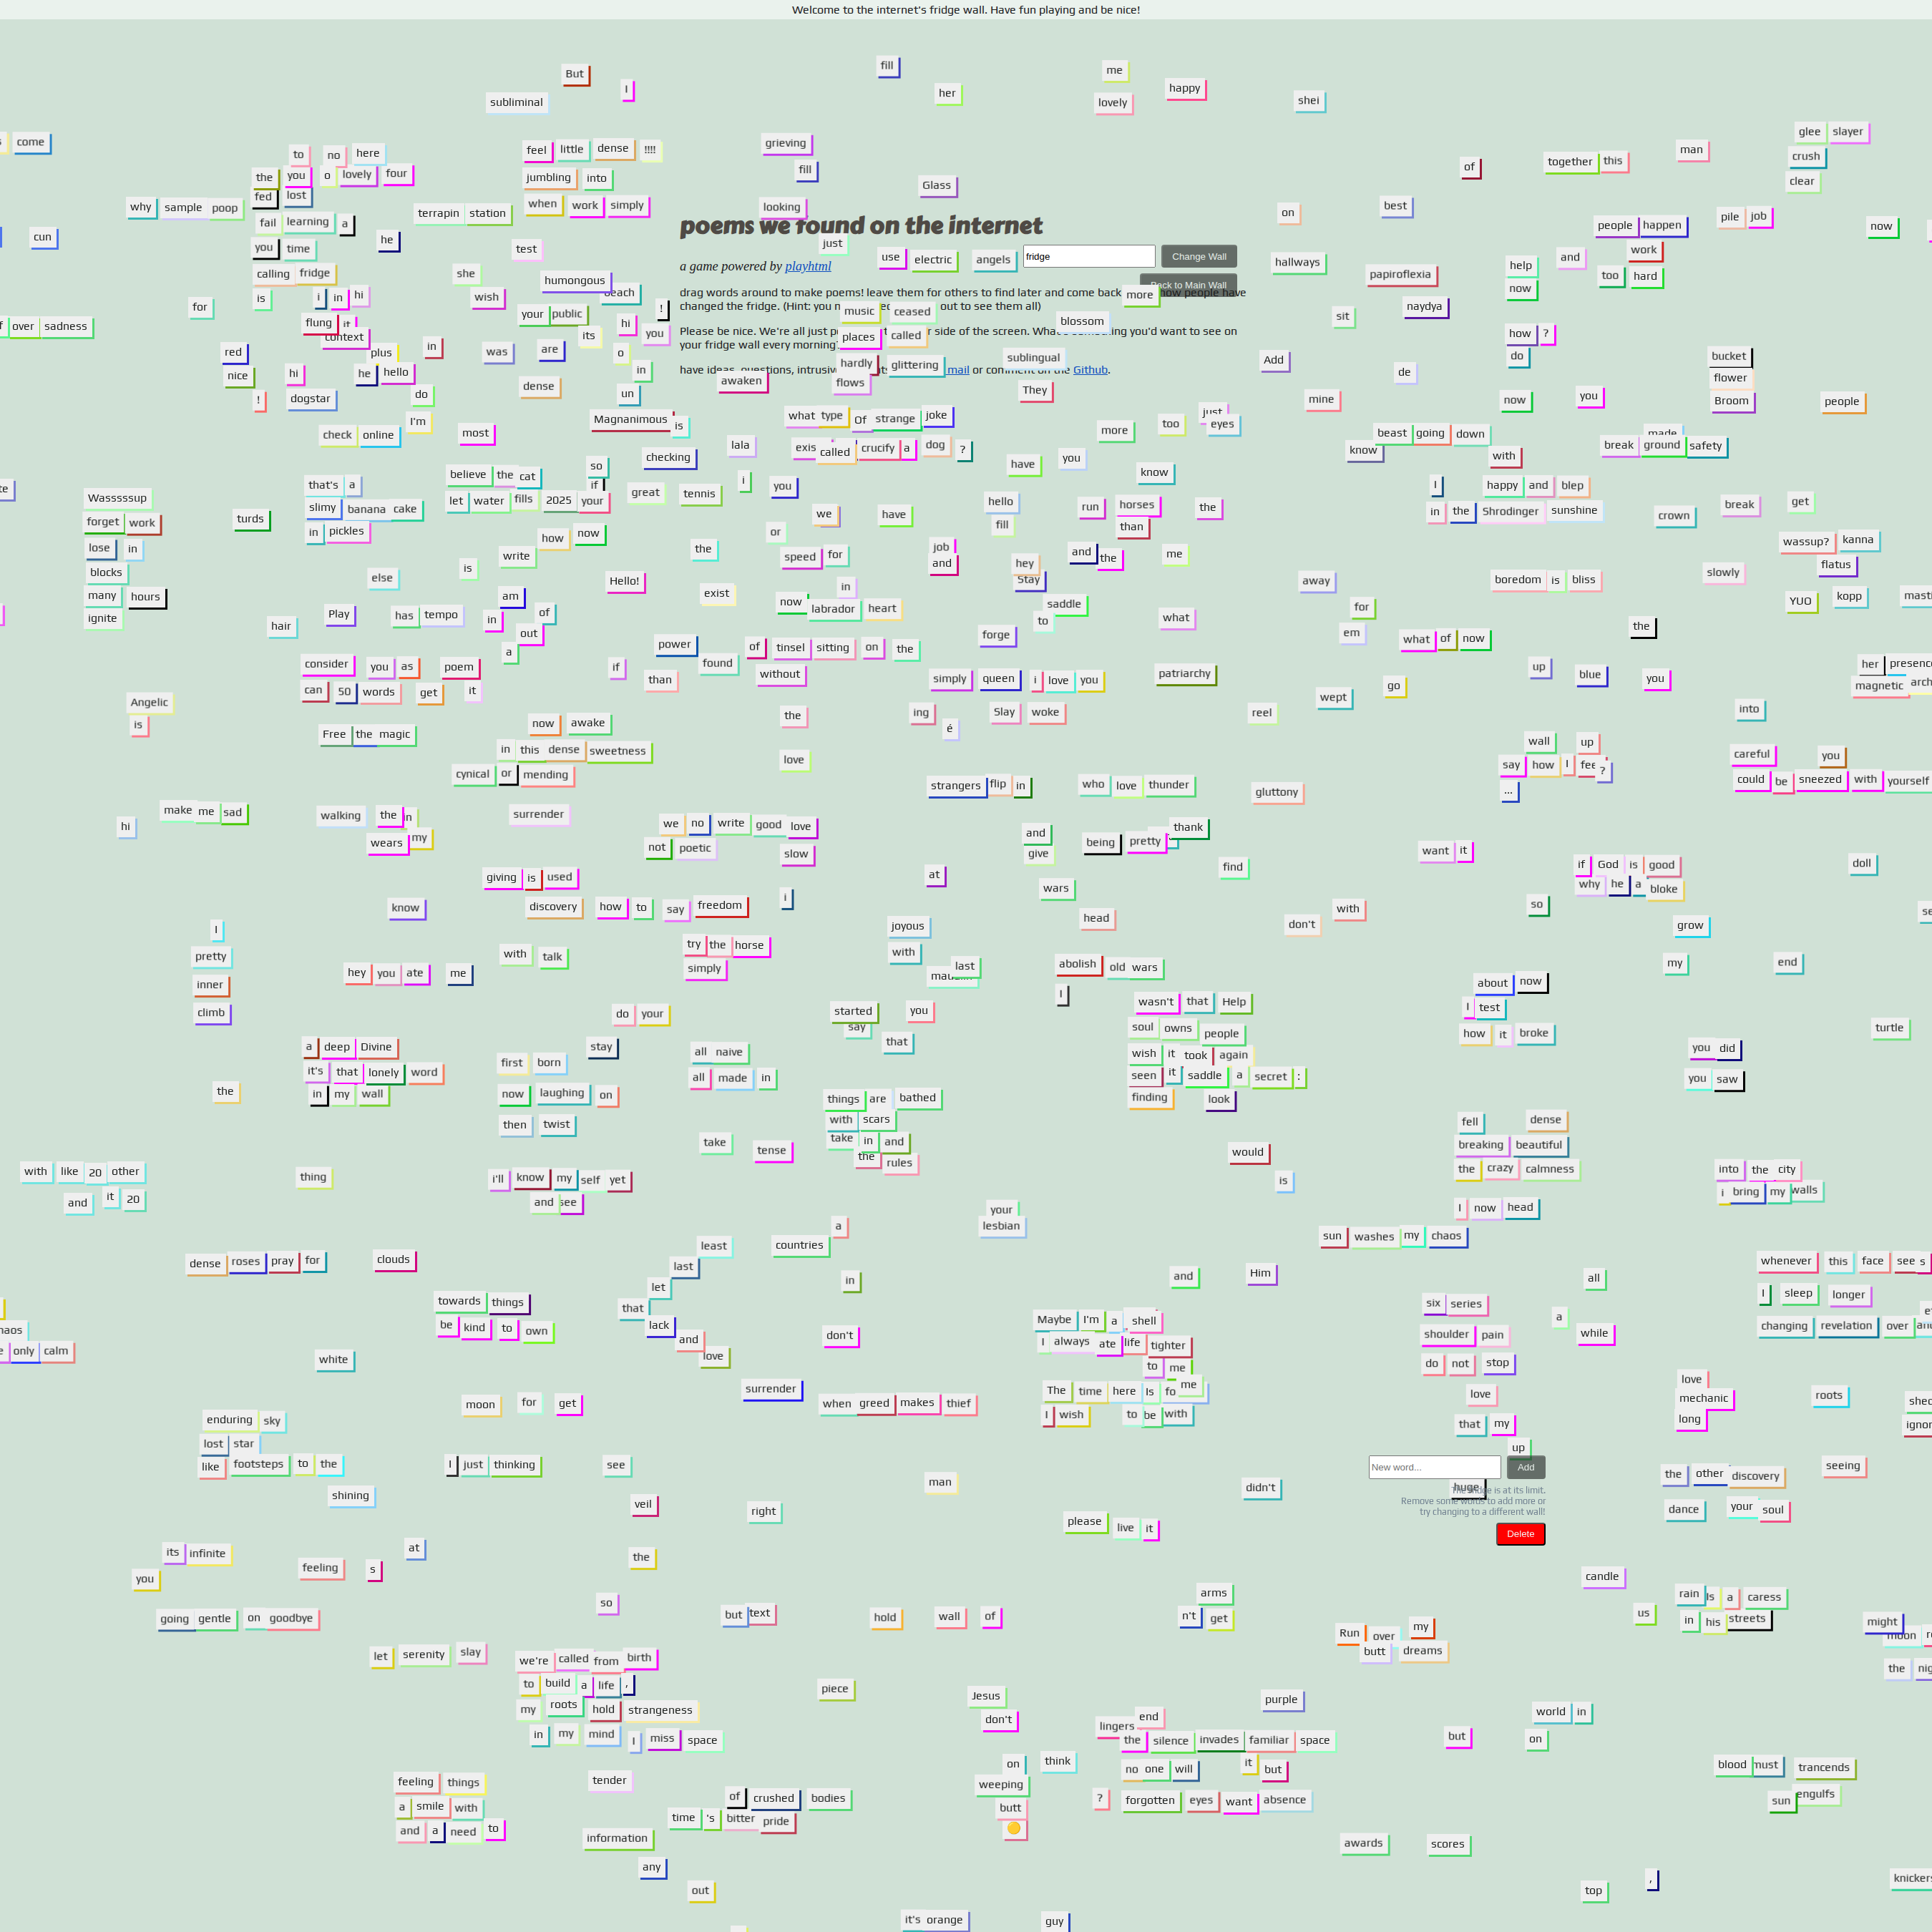 Welcome to the internet's fridge wall. Have fun playing and be nice!
But I fill me
subliminal her lovely happy shei
come
glee slayer
crush
clear
to no here
the you o lovely four
fed lost
fail learning a
you time
calling fridge
is i in hi
flung it
context
feel little dense !!!!
jumbling into
when work simply
grieving
fill
looking
Glass
of together this man
why sample poop
terrapin station
on best
people happen pile job now
work
and too hard
cun
he test she humongous
beach
wish
your public
its hi you !
for
over sadness
poems we found on the internet
just
a game powered by playhtml
use electric angels
fridge Change Wall
Back to Main Wall
more
drag words around to make poems! leave them for others to find later and come back how people have
changed the fridge. (Hint: you out to see them all)
music ceased
blossom
Please be nice. We're all just side of the screen. you'd want to see on
your fridge wall every morning
places called
hardly glittering
sublingual
have ideas, questions, mail or comment on the Github.
awaken flows They
hallways papiroflexia help
now
naydya
sit
how ?
do
Add de
red plus in was are o
nice hi he hello in
! dogstar do dense un
I'm
check online most
Magnanimous is
what type Of strange joke
called crucify a dog ?
bucket
flower
Broom
mine now you people
just
more too eyes
beast going down
know with
made
break ground safety
lala checking
believe the cat so
if
let water fills 2025 your great tennis i you
have you know
Wasssssup
forget work
lose in
blocks
many hours
ignite
turds
that's a
slimy banana cake
in pickles
I happy and blep
in the Shrodinger sunshine
crown break get
we have hello
fill
run horses the
than
how now
write
is
else
the or speed for job
and
hey
Stay
and the me
wassup? kanna
flatus
slowly
Hello! exist in
now labrador heart
saddle
to
away
boredom is bliss
YUO kopp
Play has tempo am
in of
out
a
hair
forge what for
em
what of now the
power of tinsel sitting on the
found
without
if than
consider you as poem
can 50 words get it
simply queen i love you
patriarchy
wept go up blue you
her presence
magnetic
Angelic
is
now awake
the ing Slay woke
é
reel into
Free the magic
in this dense sweetness
cynical or mending
love
wall up
say how I
?
...
careful you
could be sneezed with yourself
strangers flip in
who love thunder
gluttony
make me sad
hi
walking the in
wears my
surrender
we no write good love
not poetic slow
and
give
being pretty thank
want it
find
if God is good
why he a bloke
doll
giving is used
at wars
know
discovery how to say freedom i
head don't with so
grow
I
pretty
inner
climb
with talk
try the horse
simply
joyous
with
last
abolish old wars
I
my end
hey you ate me
about now
I test
how it broke
do your
started
say
you
that
wasn't that Help
soul owns people
wish it took again
seen it saddle a secret :
finding look
turtle
you did
you saw
a deep Divine
it's that lonely word
in my wall
the
stay
first born
now laughing on
then twist
all naive
all made in
things are bathed
with scars
take in and
the rules
take tense
would
is
fell dense
breaking beautiful
the crazy calmness
I now head
with like 20 other
and it 20
thing
i'll know my self yet
and see
your
lesbian
into the city
i bring my walls
sun washes my chaos
a
least countries
last
in
let
that
lack
and
love
dense roses pray for clouds
and Him
all
whenever this face see s
I sleep longer
changing revelation over
towards things
be kind to own
don't
Maybe I'm a shell
I always ate life tighter
to me
The time here Is me
I wish to be with
six series
shoulder pain
do not stop
love
that my
up
a while
only calm
white
surrender
when greed makes thief
love
mechanic
long
roots
moon for get
enduring sky
lost star
like footsteps to the
shining
I just thinking see
veil right
man
didn't
New word... Add
huge
The fridge is at its limit.
Remove some words to add more or
try changing to a different wall!
Delete
the other discovery seeing
dance your soul
please live it
its infinite
you
feeling s at
the
going gentle on goodbye
so but text
hold wall of
arms
n't get
candle
us
rain Is a caress
in his streets
might
moon
the
Run over my
butt dreams
let serenity slay
we're called from birth
to build a life ,
my roots hold strangeness
in my mind I miss space
piece
Jesus
don't
purple
lingers end
the silence invades familiar space
no one will it but
? forgotten eyes want absence
world in
on
but
on think
weeping
butt
blood must trancends
sun engulfs
tender
feeling things
a smile with
and a need to
of crushed bodies
time 's bitter pride
information
any
out
awards scores
top ,
it's orange guy